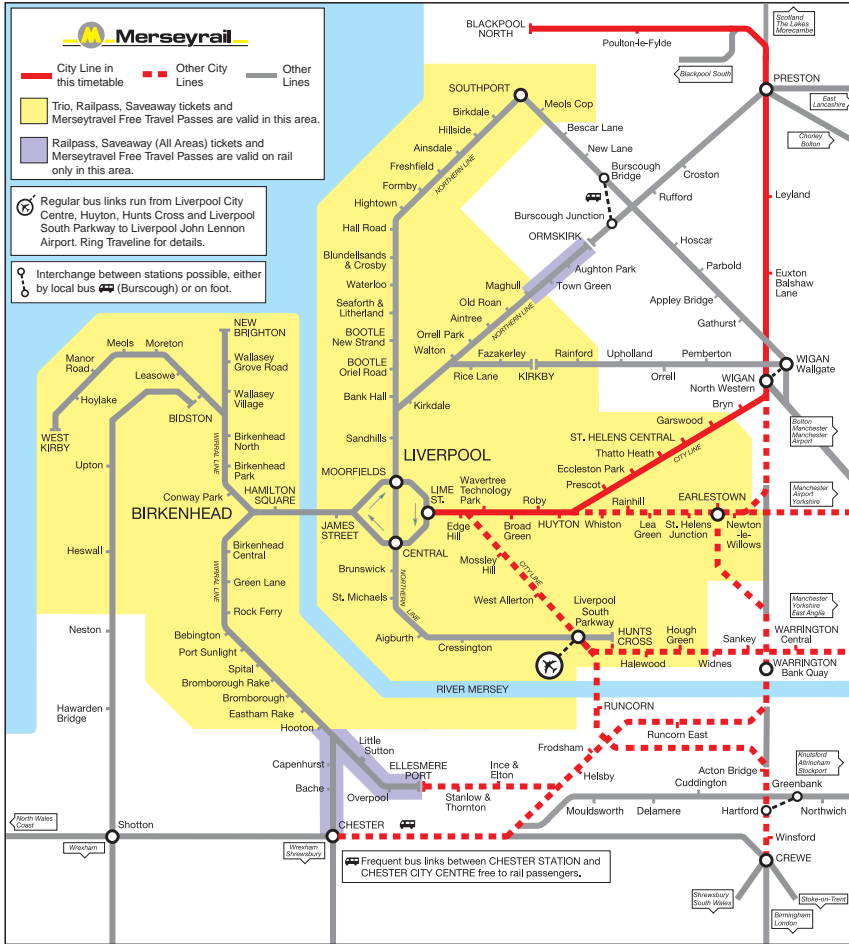 Merseyrail
City Line in
this timetable
Other City
Lines
Other
Lines
Trio, Railpass, Saveaway tickets and
Merseytravel Free Travel Passes are valid in this area.
Railpass, Saveaway (All Areas) tickets and
Merseytravel Free Travel Passes are valid on rail
only in this area.
Regular bus links run from Liverpool City
Centre, Huyton, Hunts Cross and Liverpool
South Parkway to Liverpool John Lennon
Airport. Ring Traveline for details.
Interchange between stations possible, either
by local bus (Burscough) or on foot.
BLACKPOOL
NORTH
Poulton-le-Fylde
Scotland
The Lakes
Morecambe
Blackpool South
PRESTON
East
Lancashire
Chorley
Bolton
SOUTHPORT
Meols Cop
Birkdale
Hillside
Ainsdale
Freshfield
Formby
Hightown
Hall Road
Blundellsands
& Crosby
Waterloo
Seaforth &
Litherland
BOOTLE
New Strand
BOOTLE
Oriel Road
Bank Hall
Sandhills
NORTHERN LINE
Bescar Lane
New Lane
Burscough
Bridge
Burscough Junction
Croston
Rufford
ORMSKIRK
Hoscar
Parbold
Appley Bridge
Gathurst
Leyland
Euxton
Balshaw
Lane
Aughton Park
Town Green
Maghull
Old Roan
Aintree
Orrell Park
Walton
NORTHERN LINE
Kirkdale
Rice Lane
Fazakerley
KIRKBY
Rainford
Upholland
Orrell
Pemberton
WIGAN
Wallgate
WIGAN
North Western
Bryn
Garswood
ST. HELENS CENTRAL
Thatto Heath
Eccleston Park
Prescot
CITY LINE
Bolton
Manchester
Manchester
Airport
Manchester
Airport
Yorkshire
NEW
BRIGHTON
Wallasey
Grove Road
Wallasey
Village
Meols
Moreton
Manor
Road
Leasowe
Hoylake
BIDSTON
WEST
KIRBY
Birkenhead
North
WIRRAL LINE
Birkenhead
Park
Upton
Conway Park
HAMILTON
SQUARE
BIRKENHEAD
LIVERPOOL
MOORFIELDS
LIME
ST.
JAMES
STREET
CENTRAL
Wavertree
Technology
Park
Edge
Hill
Broad
Green
Roby
HUYTON
Whiston
Rainhill
Lea
Green
St. Helens
Junction
EARLESTOWN
Newton
-le-
Willows
Heswall
Birkenhead
Central
WIRRAL LINE
Green Lane
Rock Ferry
Neston
Bebington
Port Sunlight
Spital
Bromborough Rake
Bromborough
Eastham Rake
Hooton
Hawarden
Bridge
Brunswick
St. Michaels
NORTHERN
LINE
Aigburth
Cressington
Mossley
Hill
CITY LINE
West Allerton
Liverpool
South
Parkway
HUNTS
CROSS
Halewood
Hough
Green
Widnes
Sankey
WARRINGTON
Central
Manchester
Yorkshire
East Anglia
WARRINGTON
Bank Quay
RIVER MERSEY
RUNCORN
Runcorn East
Little
Sutton
Capenhurst
Bache
Overpool
ELLESMERE
PORT
Stanlow &
Thornton
Ince &
Elton
Frodsham
Helsby
Acton Bridge
Cuddington
Knutsford
Altrincham
Stockport
Greenbank
Mouldsworth
Delamere
Hartford
Northwich
Winsford
CREWE
North Wales
Coast
Shotton
Wrexham
CHESTER
Wrexham
Shrewsbury
Frequent bus links between CHESTER STATION and
CHESTER CITY CENTRE free to rail passengers.
Shrewsbury
South Wales
Birmingham
London
Stoke-on-Trent